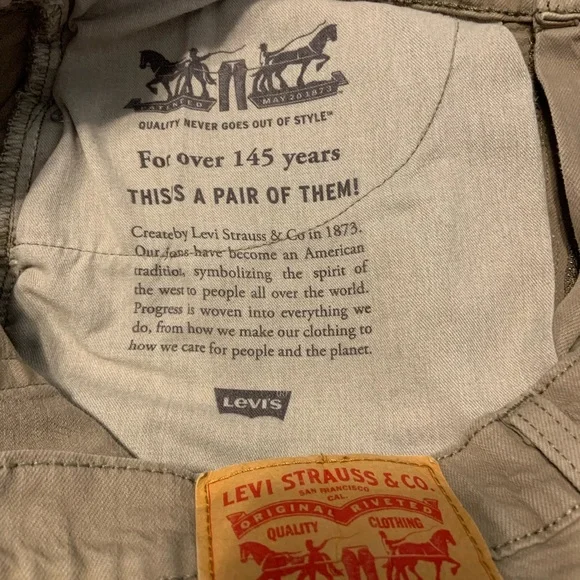 MAY 20 1873
QUALITY NEVER GOES OUT OF STYLE™
For over 145 years
THIS IS A PAIR OF THEM!
Created by Levi Strauss & Co in 1873.
Our jeans have become an American
tradition, symbolizing the spirit of
the west to people all over the world.
Progress is woven into everything we
do, from how we make our clothing to
how we care for people and the planet.
LEVI'S
LEVI STRAUSS & CO.
SAN FRANCISCO
CAL.
ORIGINAL RIVETED
QUALITY CLOTHING